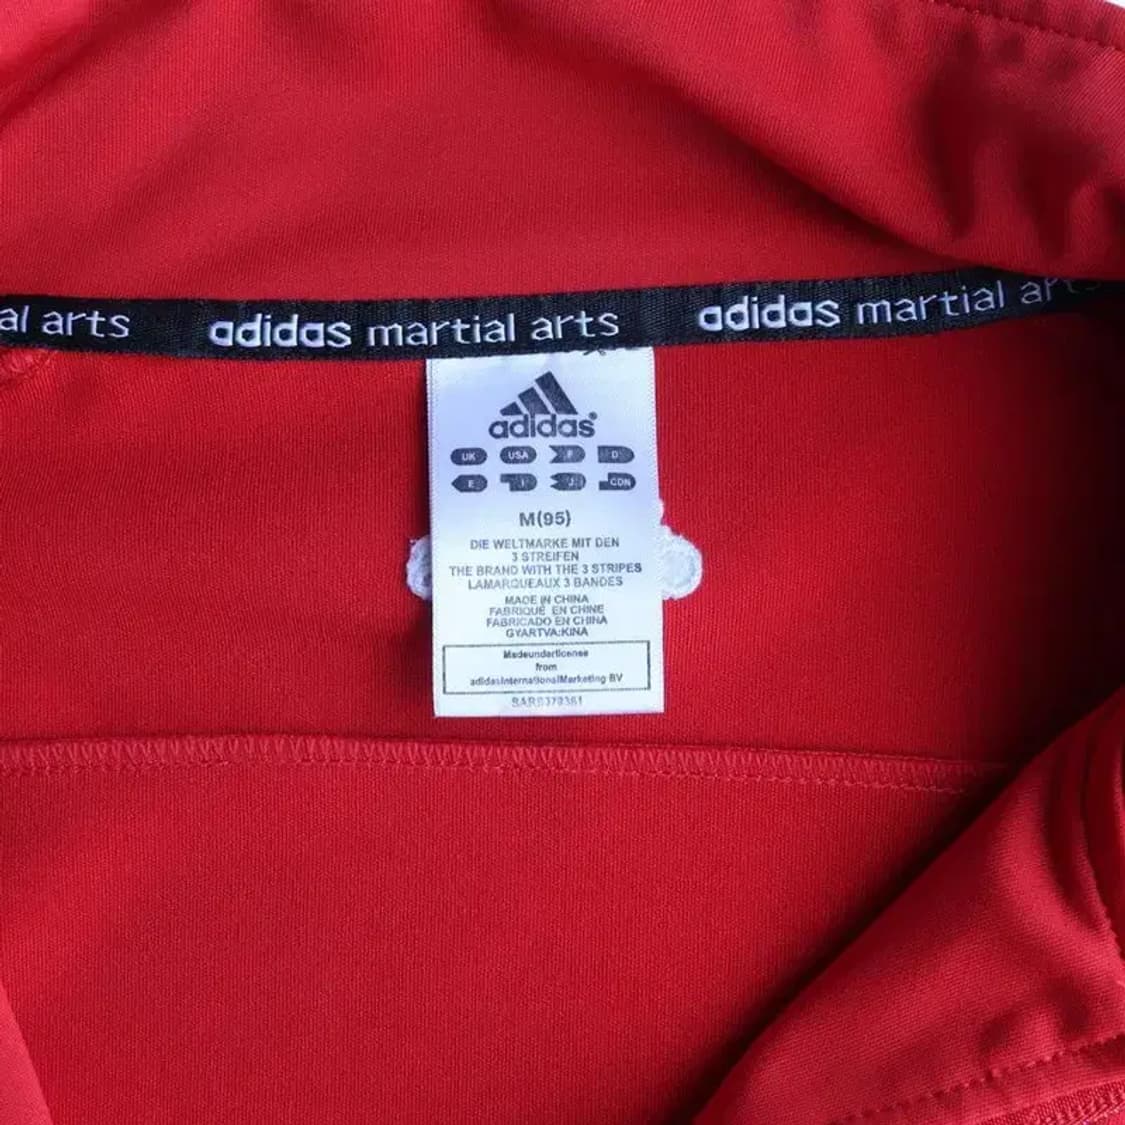 al arts adidas martial arts adidas martial arts
adidas®
UK USA F D
E I J CDN
M(95)
DIE WELTMARKE MIT DEN
3 STREIFEN
THE BRAND WITH THE 3 STRIPES
LAMARQUEAUX 3 BANDES
MADE IN CHINA
FABRIQUÉ EN CHINE
FABRICADO EN CHINA
GYARTVA:KINA
Madeunderlicense
from
adidasInternationalMarketing BV